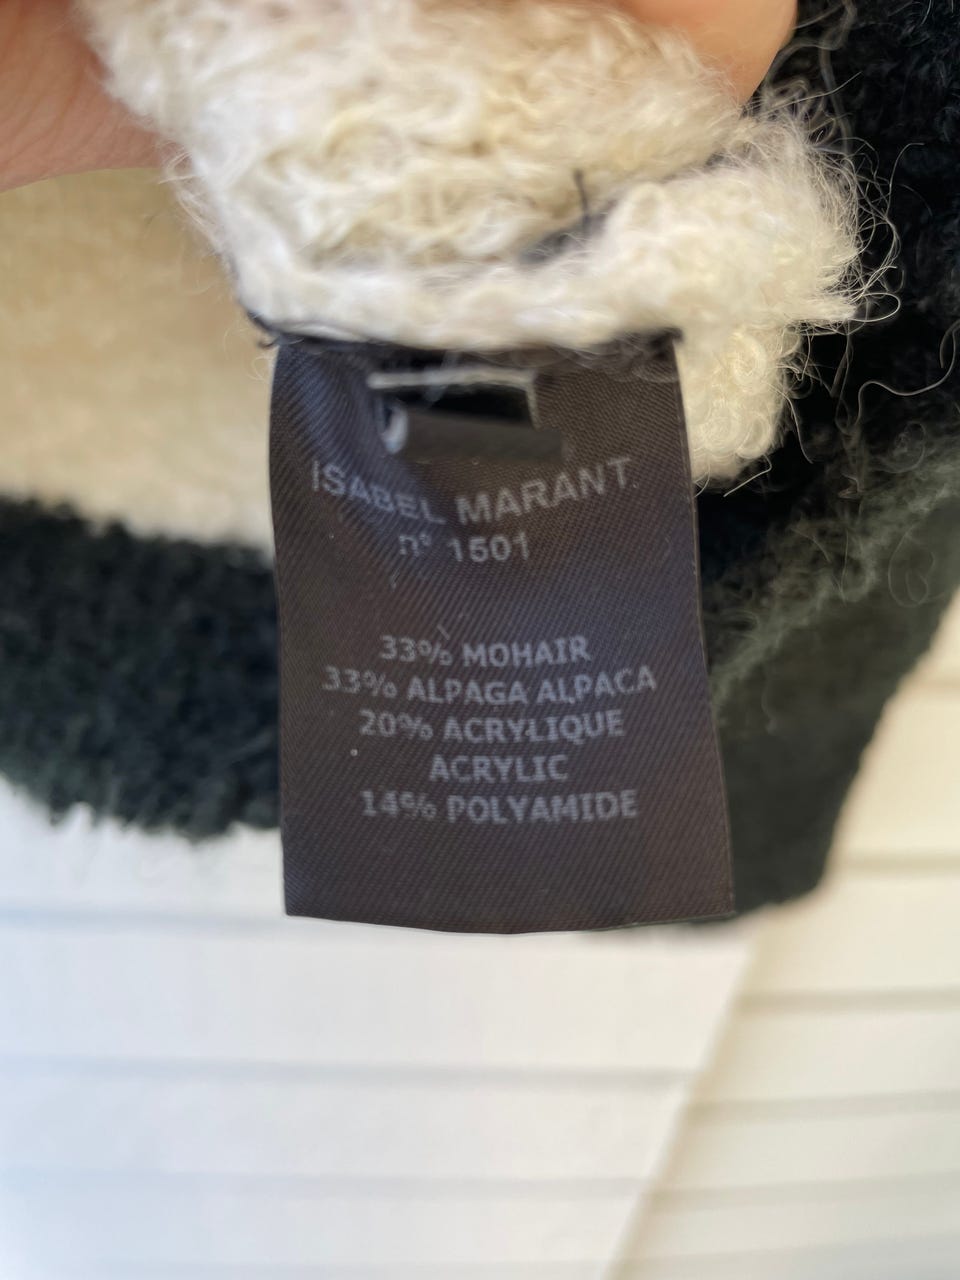 ISABEL MARANT
n° 1501
33% MOHAIR
33% ALPAGA ALPACA
20% ACRYLIQUE
ACRYLIC
14% POLYAMIDE